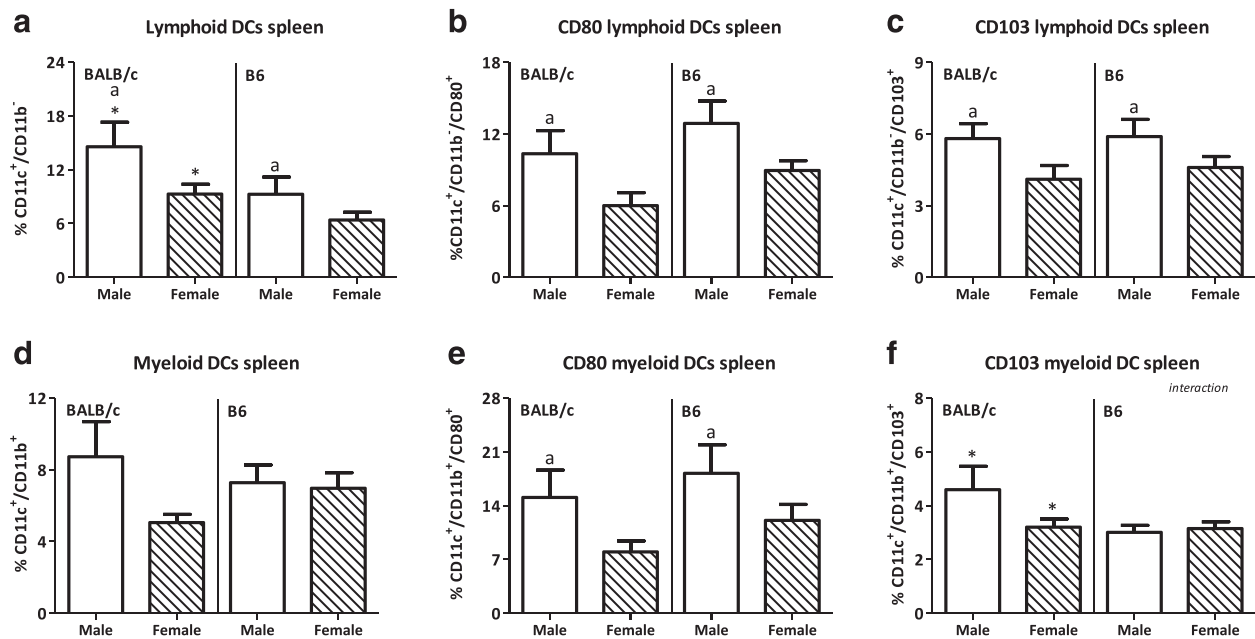 a
Lymphoid DCs spleen
% CD11c+/CD11b-
24
18
12
6
0
BALB/c
a
*
*
B6
a
Male
Female
Male
Female
b
CD80 lymphoid DCs spleen
%CD11c+/CD11b-/CD80+
18
12
6
0
BALB/c
a
B6
a
Male
Female
Male
Female
c
CD103 lymphoid DCs spleen
% CD11c+/CD11b-/CD103+
9
6
3
0
BALB/c
a
B6
a
Male
Female
Male
Female
d
Myeloid DCs spleen
% CD11c+/CD11b+
12
8
4
0
BALB/c
B6
Male
Female
Male
Female
e
CD80 myeloid DCs spleen
% CD11c+/CD11b+/CD80+
28
21
14
7
0
BALB/c
a
B6
a
Male
Female
Male
Female
f
CD103 myeloid DC spleen
interaction
% CD11c+/CD11b+/CD103+
8
6
4
2
0
BALB/c
*
*
B6
Male
Female
Male
Female